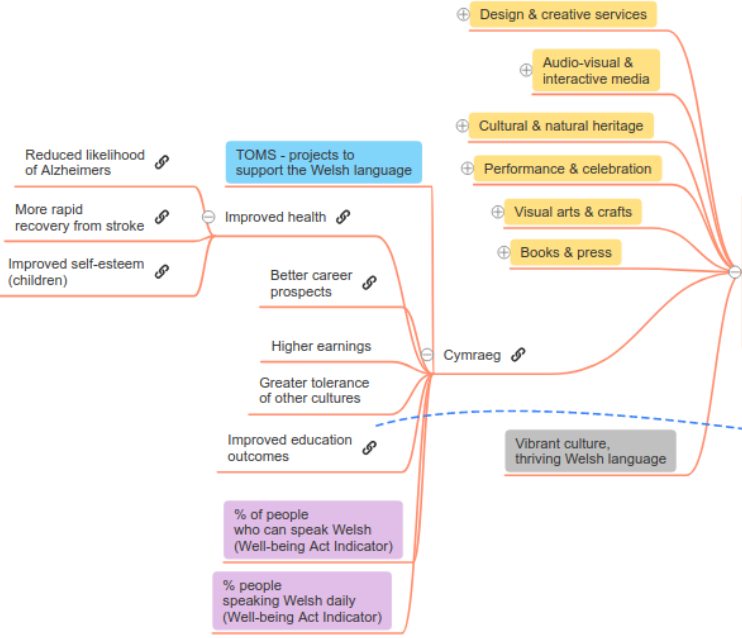 Design & creative services
Audio-visual &
interactive media
Cultural & natural heritage
Performance & celebration
Visual arts & crafts
Books & press
TOMS - projects to
support the Welsh language
Reduced likelihood
of Alzheimers
More rapid
recovery from stroke
Improved self-esteem
(children)
Improved health
Better career
prospects
Higher earnings
Greater tolerance
of other cultures
Improved education
outcomes
Cymraeg
Vibrant culture,
thriving Welsh language
% of people
who can speak Welsh
(Well-being Act Indicator)
% people
speaking Welsh daily
(Well-being Act Indicator)